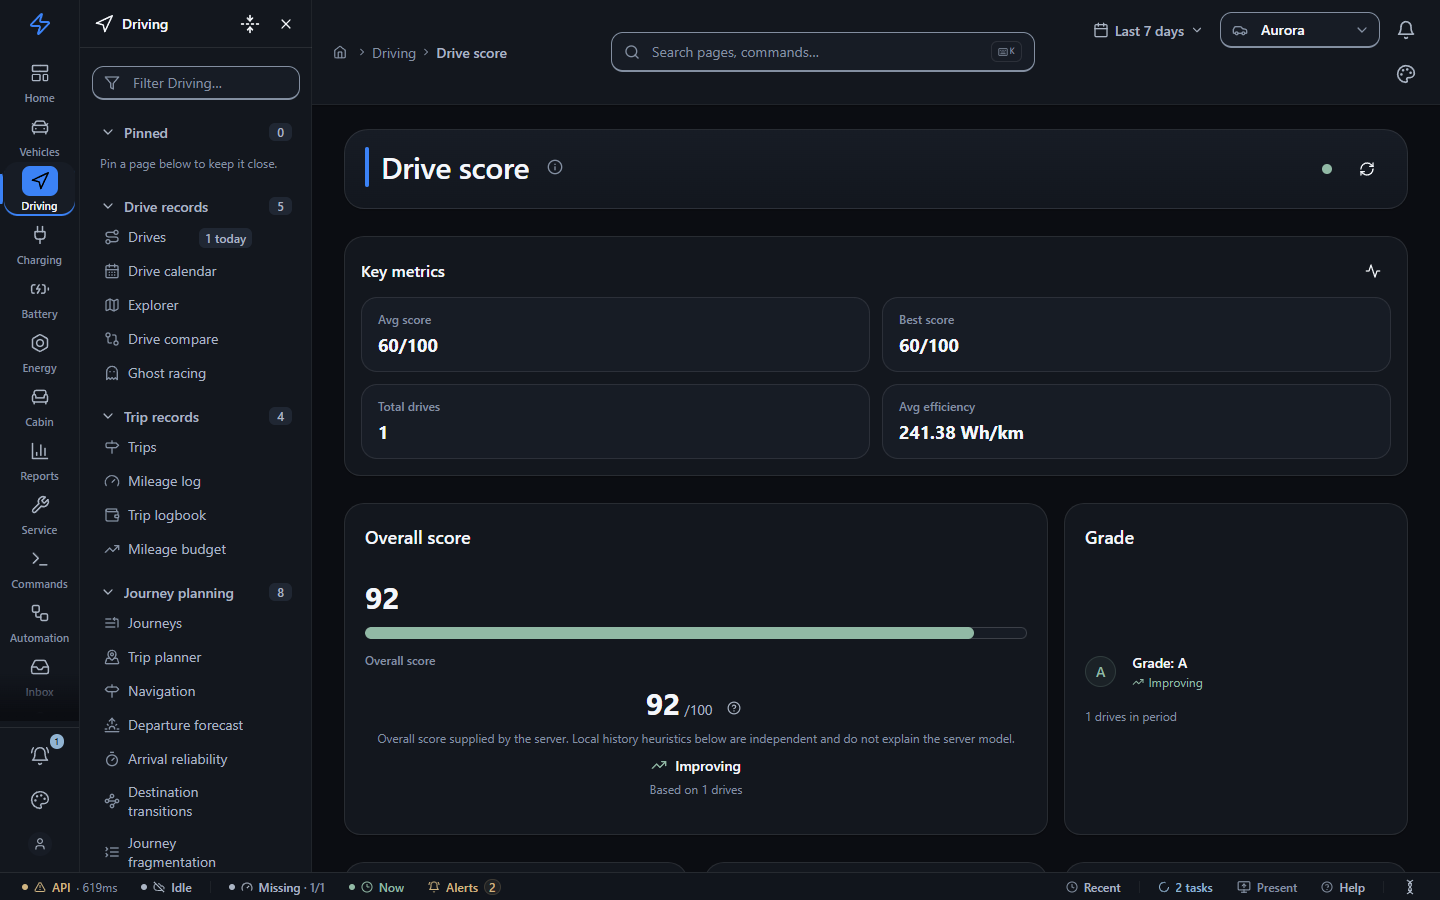 Home
Vehicles
Driving
Charging
Battery
Energy
Cabin
Reports
Service
Commands
Automation
Inbox
1
Driving
Filter Driving...
Pinned 0
Pin a page below to keep it close.
Drive records 5
Drives 1 today
Drive calendar
Explorer
Drive compare
Ghost racing
Trip records 4
Trips
Mileage log
Trip logbook
Mileage budget
Journey planning 8
Journeys
Trip planner
Navigation
Departure forecast
Arrival reliability
Destination
transitions
Journey
fragmentation
Driving Drive score
Search pages, commands... K
Last 7 days
Aurora
Drive score
Key metrics
Avg score
60/100
Best score
60/100
Total drives
1
Avg efficiency
241.38 Wh/km
Overall score
92
Overall score
92 /100
Overall score supplied by the server. Local history heuristics below are independent and do not explain the server model.
Improving
Based on 1 drives
Grade
A
Grade: A
Improving
1 drives in period
API · 619ms Idle Missing · 1/1 Now Alerts 2 Recent 2 tasks Present Help